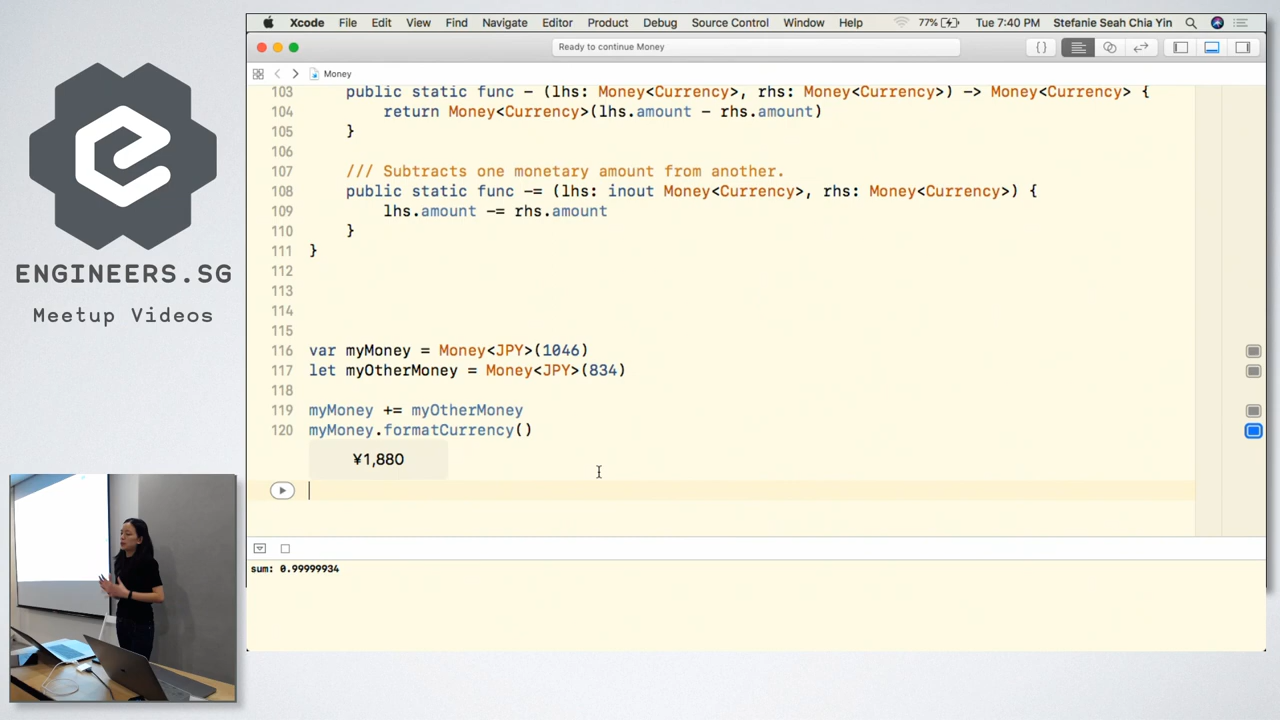 ENGINEERS.SG
Meetup Videos
Xcode File Edit View Find Navigate Editor Product Debug Source Control Window Help 77% Tue 7:40 PM Stefanie Seah Chia Yin
Ready to continue Money
{ }
Money
103 public static func - (lhs: Money<Currency>, rhs: Money<Currency>) -> Money<Currency> {
104 return Money<Currency>(lhs.amount - rhs.amount)
105 }
106
107 /// Subtracts one monetary amount from another.
108 public static func -= (lhs: inout Money<Currency>, rhs: Money<Currency>) {
109 lhs.amount -= rhs.amount
110 }
111 }
112
113
114
115
116 var myMoney = Money<JPY>(1046)
117 let myOtherMoney = Money<JPY>(834)
118
119 myMoney += myOtherMoney
120 myMoney.formatCurrency()
¥1,880
sum: 0.99999934